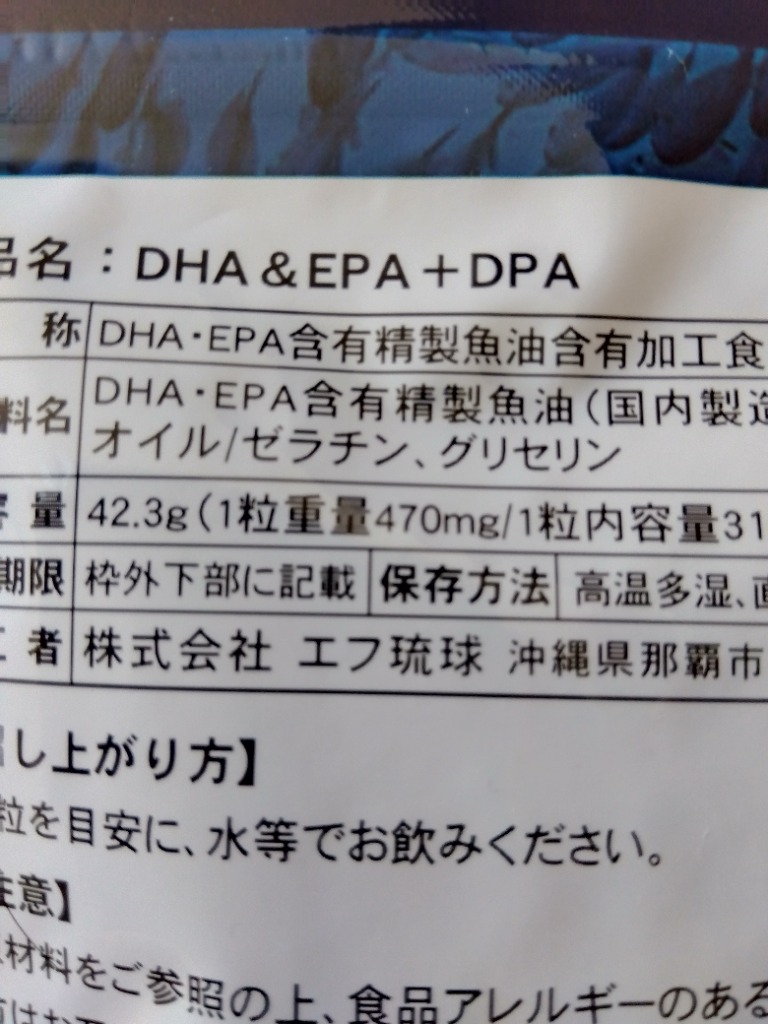 品名：DHA＆EPA＋DPA
称 DHA・EPA含有精製魚油含有加工食
料名 DHA・EPA含有精製魚油（国内製造
オイル/ゼラチン、グリセリン
容量 42.3g（1粒重量470mg/1粒内容量31
期限 枠外下部に記載 保存方法 高温多湿、直
工者 株式会社 エフ琉球 沖縄県那覇市
し上がり方】
粒を目安に、水等でお飲みください。
注意】
材料をご参照の上、食品アレルギーのある